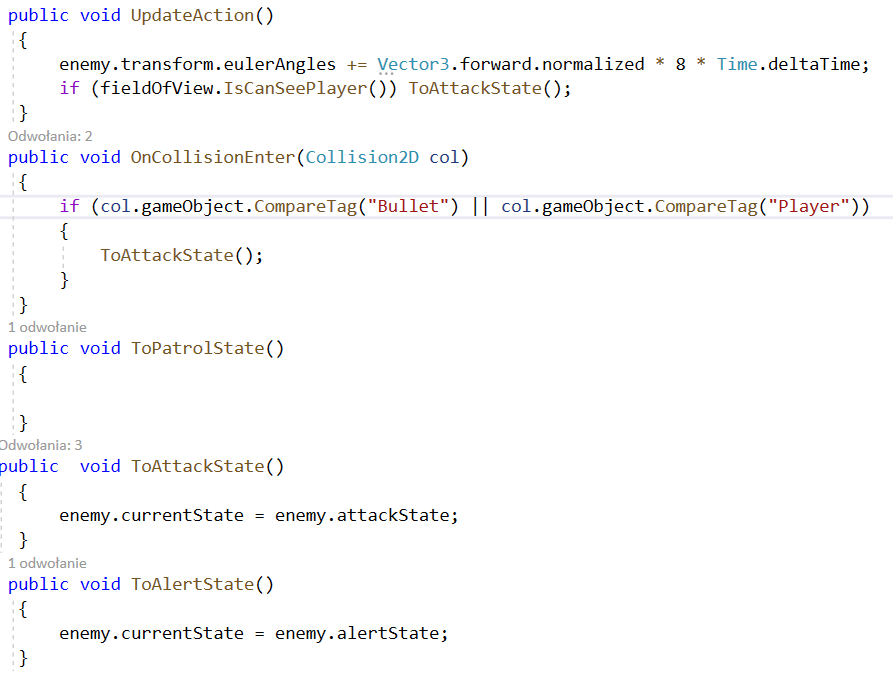 public void UpdateAction()
{
enemy.transform.eulerAngles += Vector3.forward.normalized * 8 * Time.deltaTime;
if (fieldOfView.IsCanSeePlayer()) ToAttackState();
}
Odwołania: 2
public void OnCollisionEnter(Collision2D col)
{
if (col.gameObject.CompareTag("Bullet") || col.gameObject.CompareTag("Player"))
{
ToAttackState();
}
}
1 odwołanie
public void ToPatrolState()
{
}
Odwołania: 3
public  void ToAttackState()
{
enemy.currentState = enemy.attackState;
}
1 odwołanie
public void ToAlertState()
{
enemy.currentState = enemy.alertState;
}